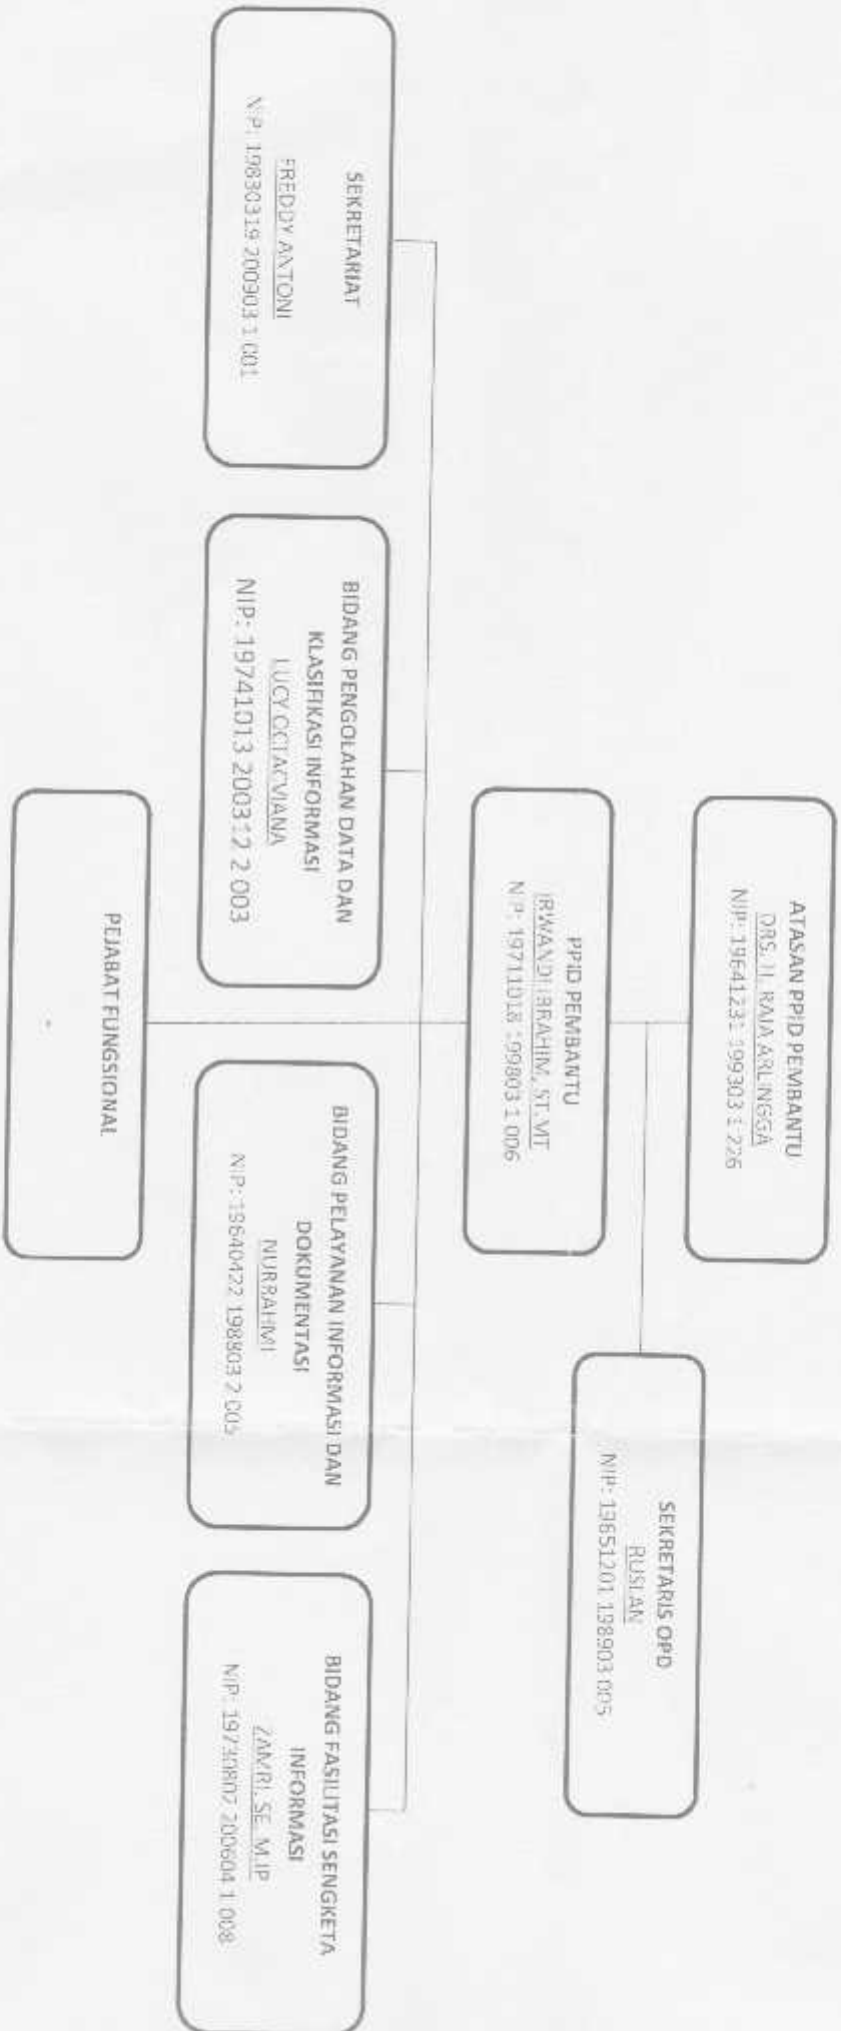 ATASAN PPID PEMBANTU
DRS. H. RAJA ARLINGGA
NIP: 19641231 199303 1 226
SEKRETARIS OPD
RUSLAN
NIP: 19651201 198903 005
PPID PEMBANTU
IRWANDI IBRAHIM, ST.MT
NIP: 19711018 199803 1 006
SEKRETARIAT
FREDDY ANTONI
NIP: 19830319 200903 1 001
BIDANG PENGOLAHAN DATA DAN
KLASIFIKASI INFORMASI
LUCY OCTACVIANA
NIP: 19741013 200312 2 003
BIDANG PELAYANAN INFORMASI DAN
DOKUMENTASI
NURRAHMI
NIP: 19640422 198803 2 005
BIDANG FASILITASI SENGKETA
INFORMASI
ZAMRI. SE. M.IP
NIP: 19730802 200604 1 008
PEJABAT FUNGSIONAL